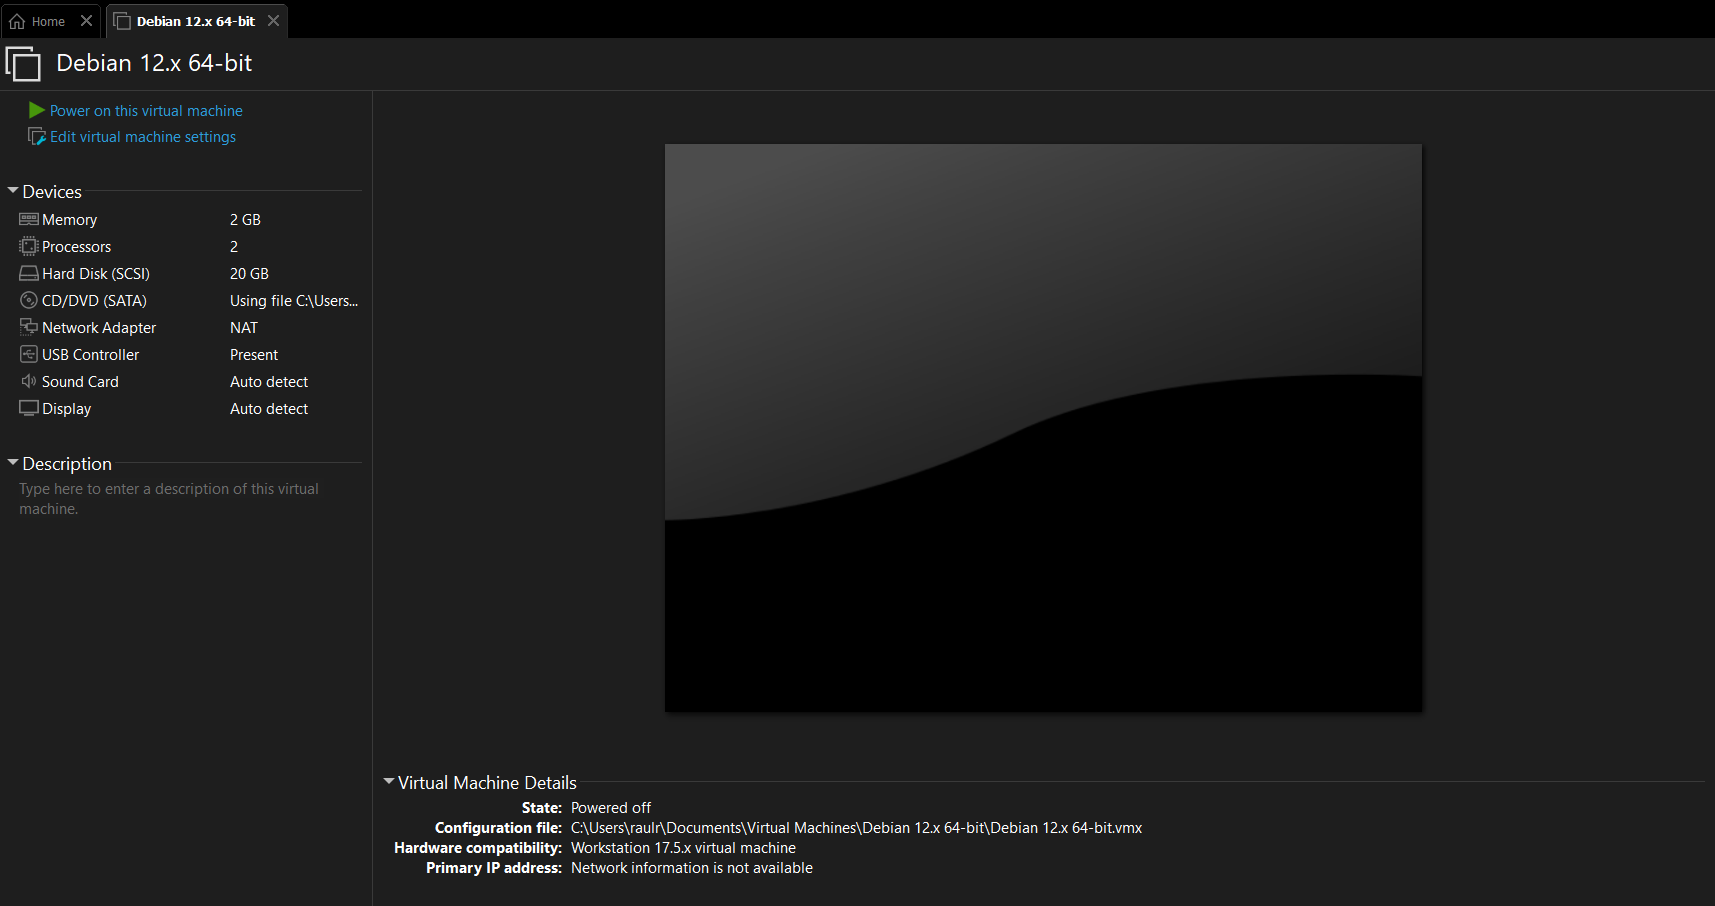 Home
Debian 12.x 64-bit
Debian 12.x 64-bit
Power on this virtual machine
Edit virtual machine settings
Devices
Memory 2 GB
Processors 2
Hard Disk (SCSI) 20 GB
CD/DVD (SATA) Using file C:\Users...
Network Adapter NAT
USB Controller Present
Sound Card Auto detect
Display Auto detect
Description
Type here to enter a description of this virtual
machine.
Virtual Machine Details
State: Powered off
Configuration file: C:\Users\raulr\Documents\Virtual Machines\Debian 12.x 64-bit\Debian 12.x 64-bit.vmx
Hardware compatibility: Workstation 17.5.x virtual machine
Primary IP address: Network information is not available